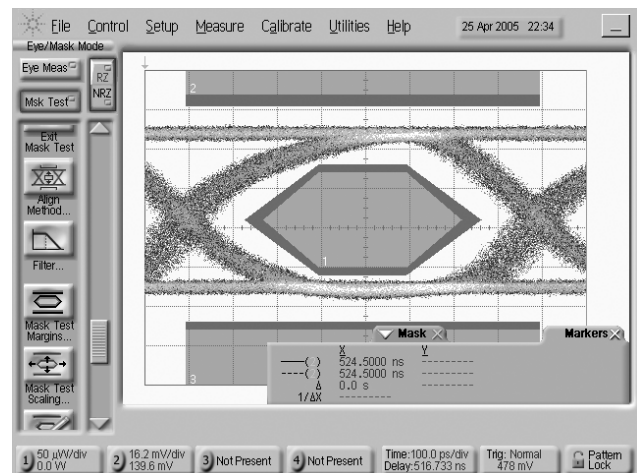 File Control Setup Measure Calibrate Utilities Help 25 Apr 2005 22:34
Eye/Mask Mode
Eye Meas
RZ
NRZ
Msk Test
Exit
Mask Test
Align
Method...
Filter...
Mask Test
Margins...
Mask Test
Scaling...
2
1
3
Mask
Markers
X Y
524.5000 ns ---------
524.5000 ns ---------
Δ 0.0 s ---------
1/ΔX ---------
1) 50 µW/div
0.0 W
2) 16.2 mV/div
139.6 mV
3) Not Present
4) Not Present
Time:100.0 ps/div
Delay:516.733 ns
Trig: Normal
478 mV
Pattern
Lock